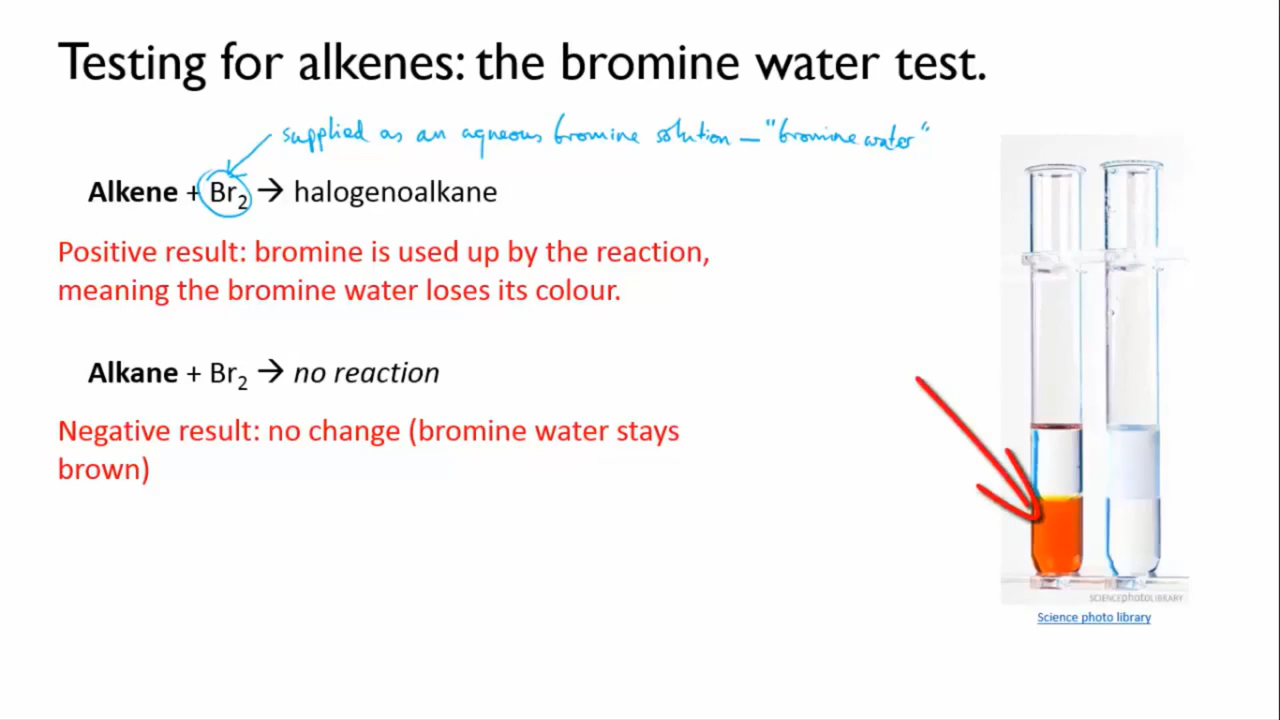 Testing for alkenes: the bromine water test.
supplied as an aqueous bromine solution – "bromine water"
Alkene + Br₂ → halogenoalkane
Positive result: bromine is used up by the reaction,
meaning the bromine water loses its colour.
Alkane + Br₂ → no reaction
Negative result: no change (bromine water stays
brown)
SCIENCEphotoLIBRARY
Science photo library